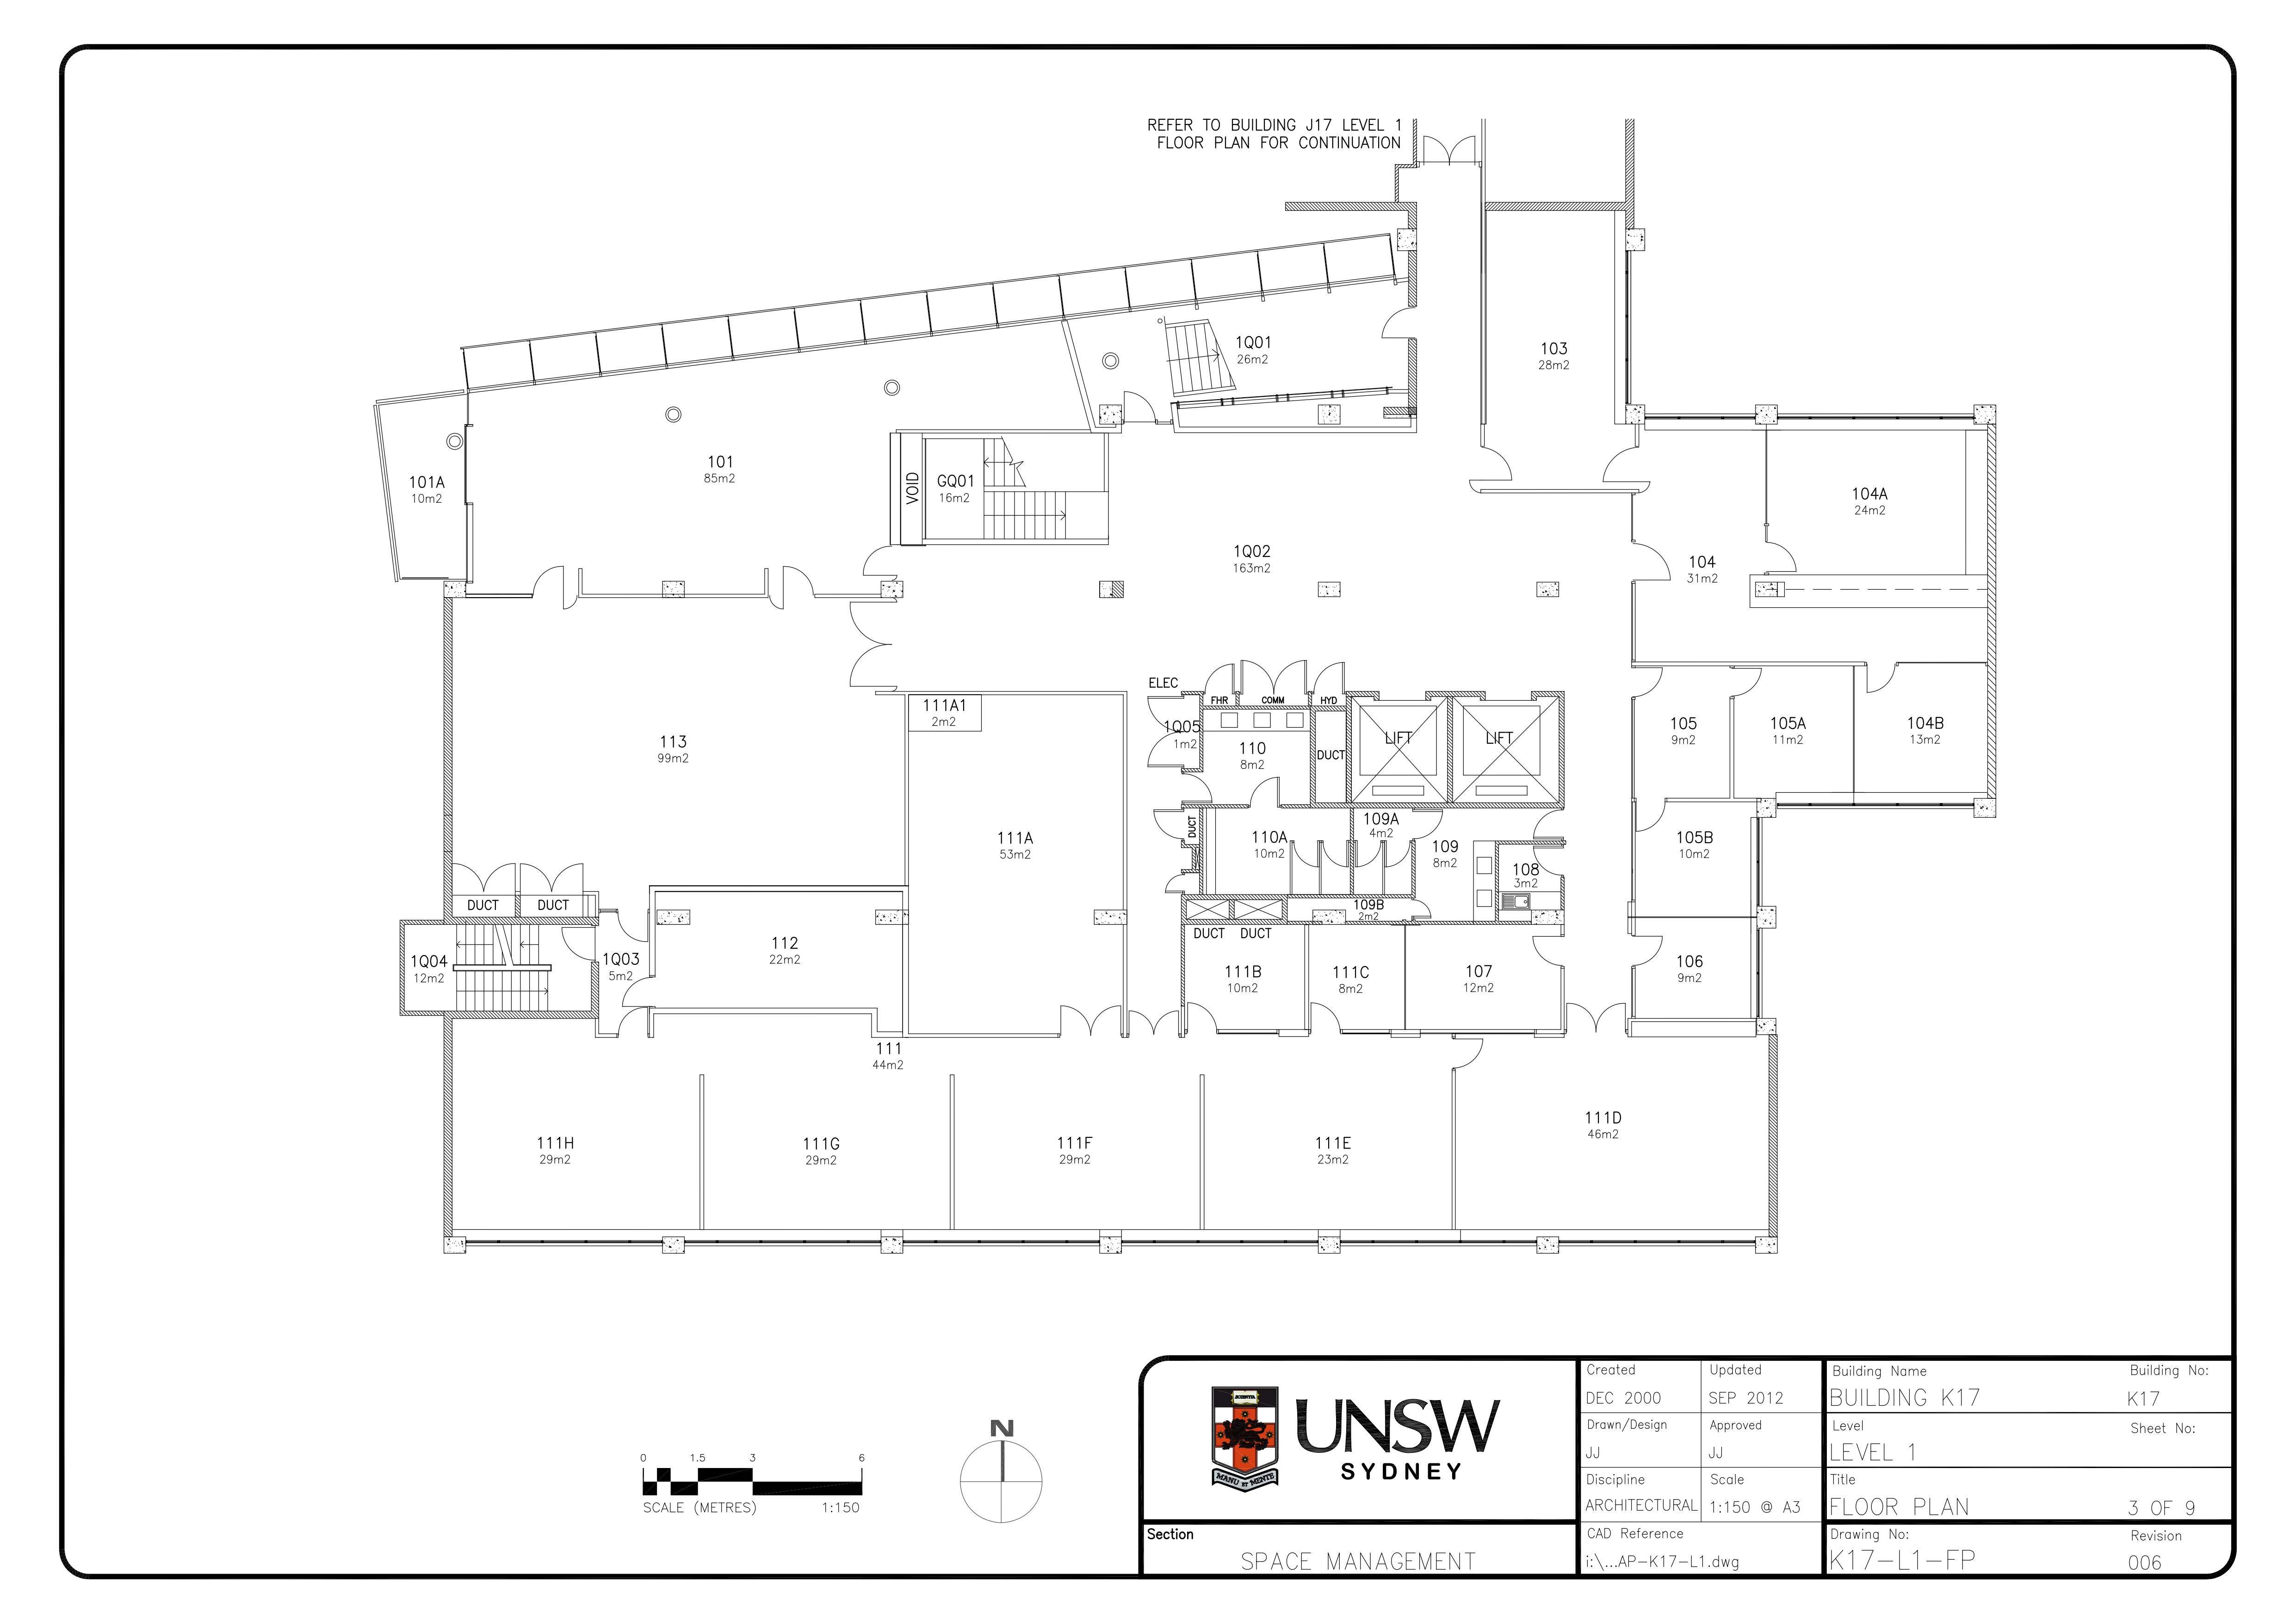 REFER TO BUILDING J17 LEVEL 1
FLOOR PLAN FOR CONTINUATION
1Q01
26m2
103
28m2
101
85m2
101A
10m2
VOID
GQ01
16m2
104A
24m2
1Q02
163m2
104
31m2
ELEC
FHR
COMM
HYD
111A1
2m2
1Q05
1m2
110
8m2
DUCT
LIFT
LIFT
105
9m2
105A
11m2
104B
13m2
113
99m2
111A
53m2
DUCT
110A
10m2
109A
4m2
109
8m2
108
3m2
105B
10m2
DUCT
DUCT
109B
2m2
DUCT
DUCT
1Q04
12m2
1Q03
5m2
112
22m2
111B
10m2
111C
8m2
107
12m2
106
9m2
111
44m2
111H
29m2
111G
29m2
111F
29m2
111E
23m2
111D
46m2
0 1.5 3 6
SCALE (METRES) 1:150
N
SCIENTIA
MANU ET MENTE
UNSW
SYDNEY
Section
SPACE MANAGEMENT
Created
DEC 2000
Updated
SEP 2012
Drawn/Design
JJ
Approved
JJ
Discipline
ARCHITECTURAL
Scale
1:150 @ A3
CAD Reference
i:\...AP-K17-L1.dwg
Building Name
BUILDING K17
Building No:
K17
Level
LEVEL 1
Sheet No:
3 OF 9
Title
FLOOR PLAN
Drawing No:
K17-L1-FP
Revision
006